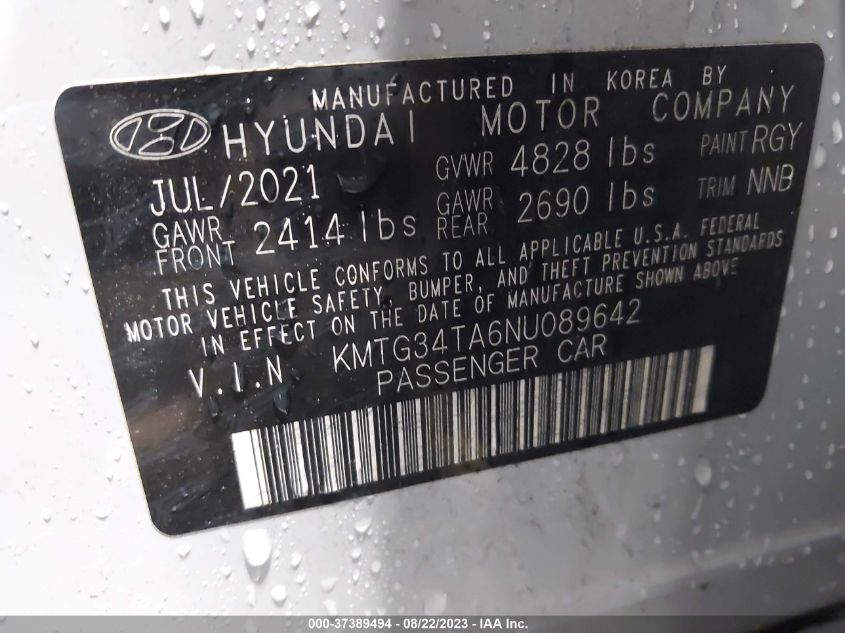 MANUFACTURED IN KOREA BY
HYUNDAI MOTOR COMPANY
JUL/2021 GVWR 4828 lbs PAINT RGY
GAWR FRONT 2414 lbs GAWR REAR 2690 lbs TRIM NNB
THIS VEHICLE CONFORMS TO ALL APPLICABLE U.S.A. FEDERAL
MOTOR VEHICLE SAFETY, BUMPER, AND THEFT PREVENTION STANDARDS
IN EFFECT ON THE DATE OF MANUFACTURE SHOWN ABOVE
V.I.N KMTG34TA6NU089642
PASSENGER CAR
000-37389494 - 08/22/2023 - IAA Inc.